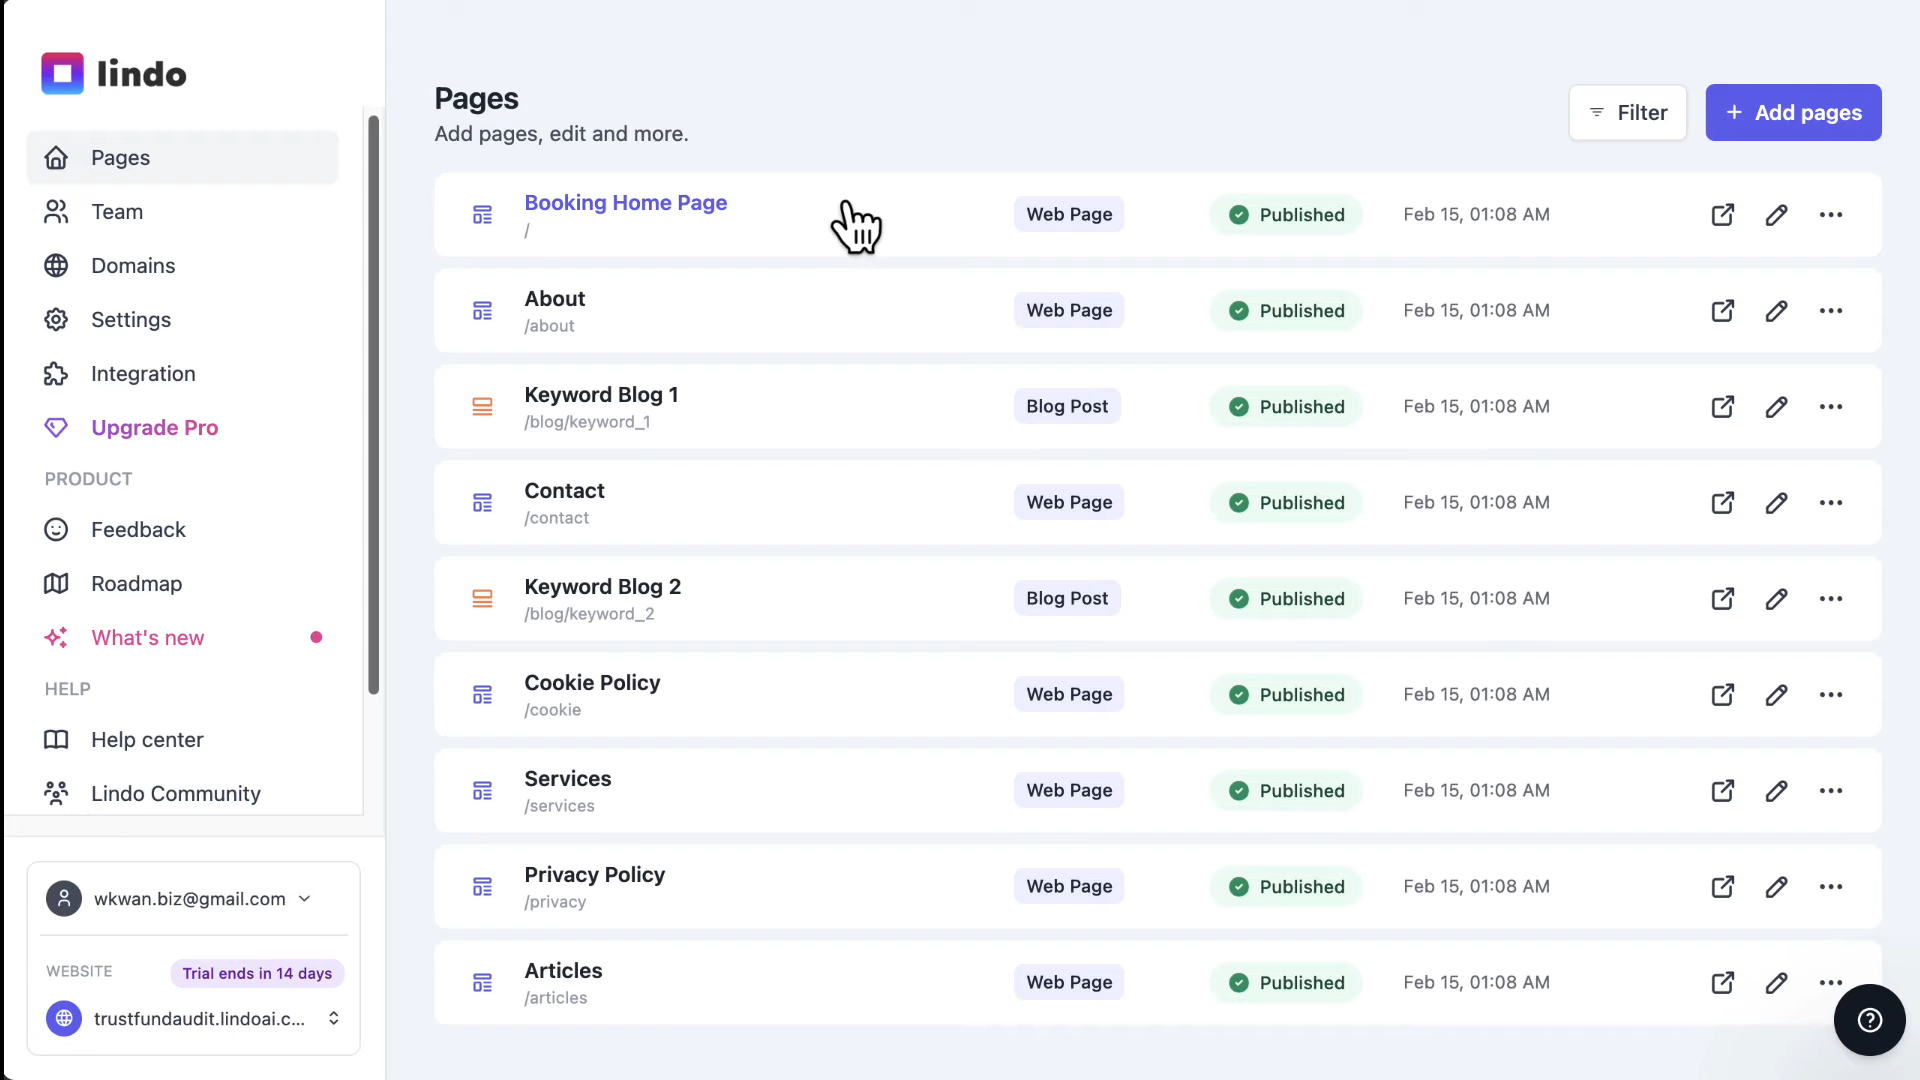 lindo
Pages
Team
Domains
Settings
Integration
Upgrade Pro
PRODUCT
Feedback
Roadmap
What's new
HELP
Help center
Lindo Community
wkwan.biz@gmail.com
WEBSITE
Trial ends in 14 days
trustfundaudit.lindoai.c...
Pages
Add pages, edit and more.
Filter
+ Add pages
Booking Home Page
/
Web Page
Published
Feb 15, 01:08 AM
About
/about
Web Page
Published
Feb 15, 01:08 AM
Keyword Blog 1
/blog/keyword_1
Blog Post
Published
Feb 15, 01:08 AM
Contact
/contact
Web Page
Published
Feb 15, 01:08 AM
Keyword Blog 2
/blog/keyword_2
Blog Post
Published
Feb 15, 01:08 AM
Cookie Policy
/cookie
Web Page
Published
Feb 15, 01:08 AM
Services
/services
Web Page
Published
Feb 15, 01:08 AM
Privacy Policy
/privacy
Web Page
Published
Feb 15, 01:08 AM
Articles
/articles
Web Page
Published
Feb 15, 01:08 AM